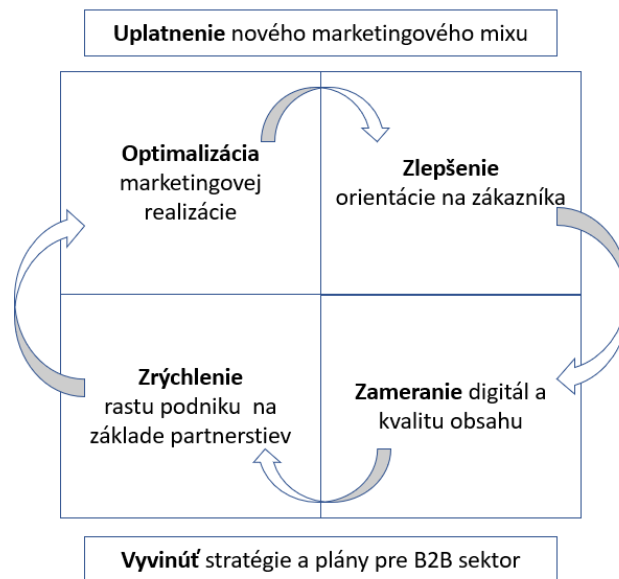 Uplatnenie nového marketingového mixu
Optimalizácia
marketingovej
realizácie
Zlepšenie
orientácie na zákazníka
Zrýchlenie
rastu podniku na
základe partnerstiev
Zameranie digitál a
kvalitu obsahu
Vyvinúť stratégie a plány pre B2B sektor